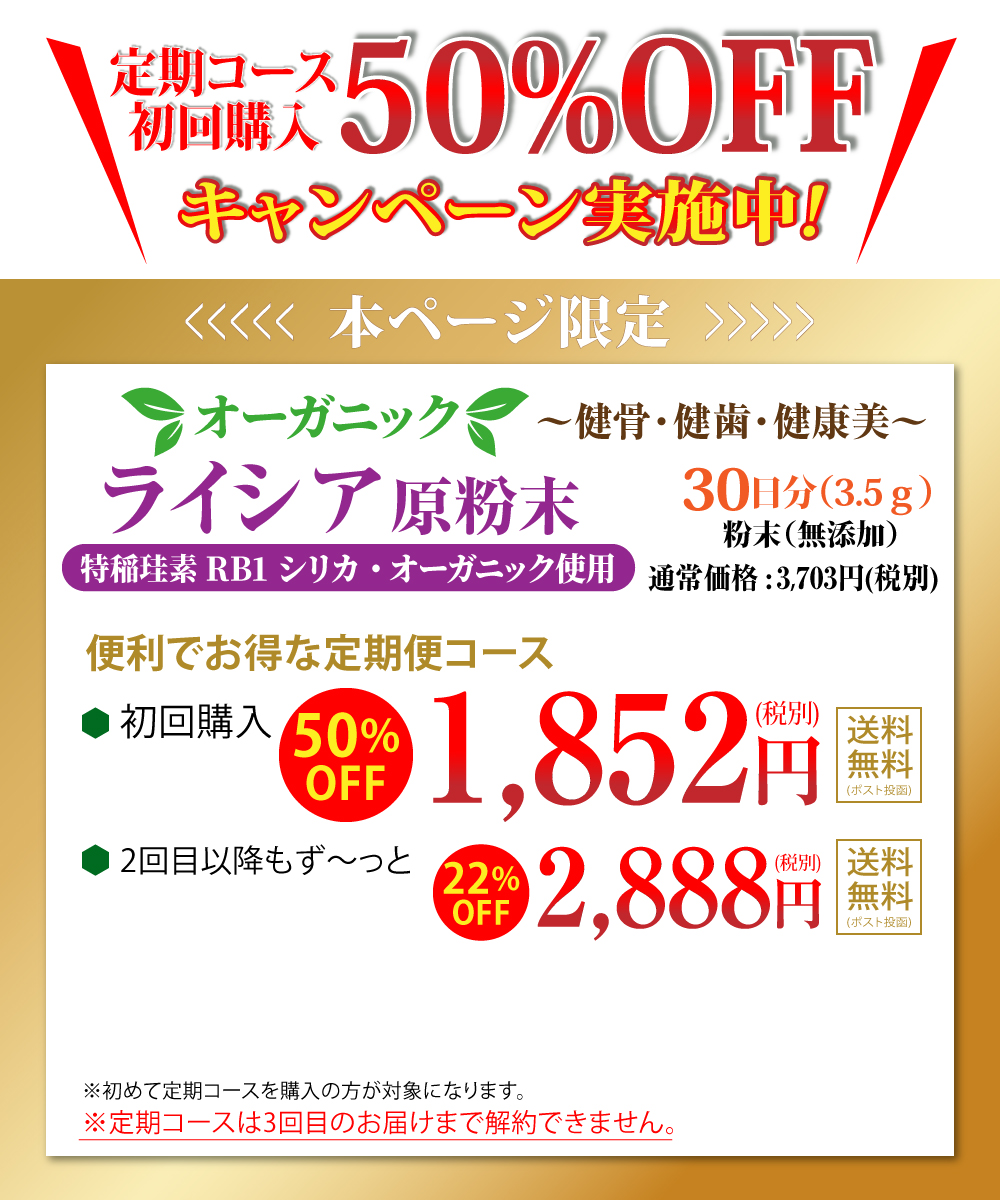 定期コース
初回購入
50%OFF
キャンペーン実施中!
本ページ限定
オーガニック
～健骨・健歯・健康美～
ライシア原粉末
30日分(3.5ｇ)
粉末(無添加)
特稲珪素 RB1 シリカ・オーガニック使用
通常価格:3,703円(税別)
便利でお得な定期便コース
初回購入
50%
OFF
1,852円
(税別)
送料
無料
(ポスト投函)
2回目以降もず～っと
22%
OFF
2,888円
(税別)
送料
無料
(ポスト投函)
※初めて定期コースを購入の方が対象になります。
※定期コースは3回目のお届けまで解約できません。